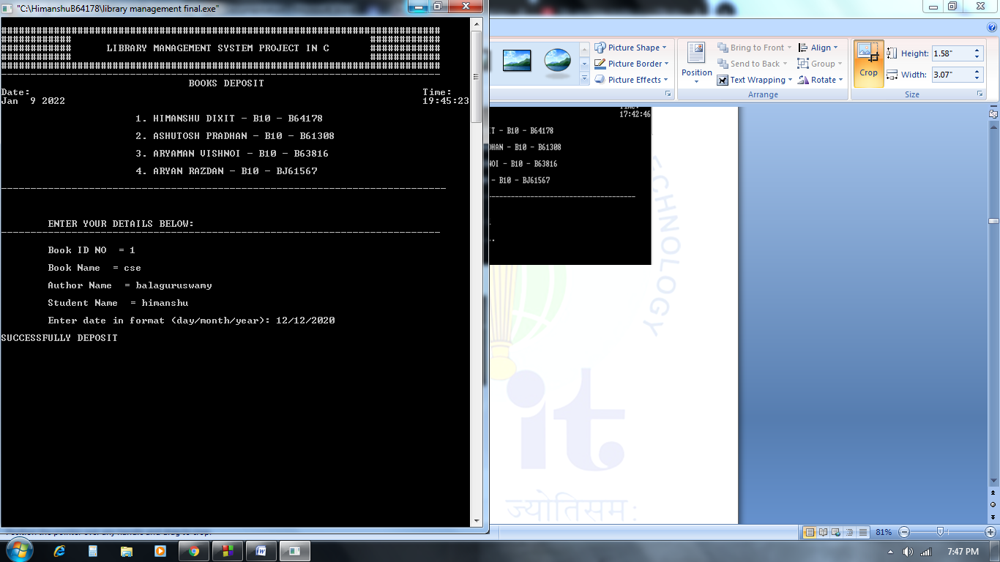 "C:\HimanshuB64178\library management final.exe"
###########################################################################
############ ############
############ LIBRARY MANAGEMENT SYSTEM PROJECT IN C ############
############ ############
###########################################################################
---------------------------------------------------------------------------
BOOKS DEPOSIT
Date: Time:
Jan 9 2022 19:45:23
1. HIMANSHU DIXIT - B10 - B64178
2. ASHUTOSH PRADHAN - B10 - B61308
3. ARYAMAN VISHNOI - B10 - B63816
4. ARYAN RAZDAN - B10 - BJ61567
----------------------------------------------------------------------------
ENTER YOUR DETAILS BELOW:
---------------------------------------------------------------------------
Book ID NO = 1
Book Name = cse
Author Name = balaguruswamy
Student Name = himanshu
Enter date in format (day/month/year): 12/12/2020
SUCCESSFULLY DEPOSIT
Picture Shape
Picture Border
Picture Effects
Position
Bring to Front
Send to Back
Text Wrapping
Align
Group
Rotate
Arrange
Crop
Height: 1.58"
Width: 3.07"
Size
17:42:46
IT - B10 - B64178
DHAN - B10 - B61308
NOI - B10 - B63816
- B10 - BJ61567
--------------------------------------
ECHNOLOGY
it
ज्योतिसम :
81%
7:47 PM